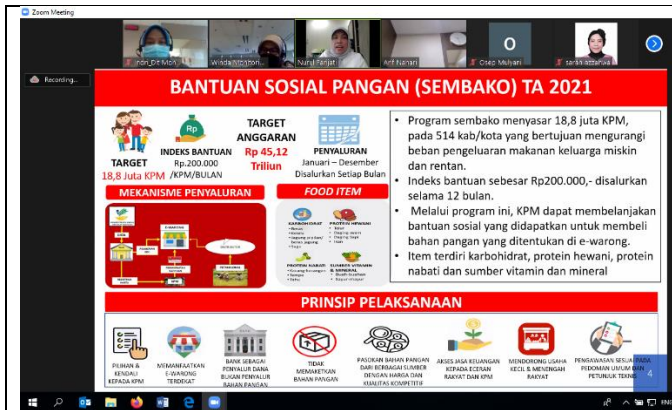 Zoom Meeting
Indri_Dit Mon...
Nurul Farijat
Arif Nahari
O
Osep Mulyari
Recording...
BANTUAN SOSIAL PANGAN (SEMBAKO) TA 2021
TARGET
18,8 Juta KPM
INDEKS BANTUAN
Rp.200.000
/KPM/BULAN
TARGET
ANGGARAN
Rp 45,12
Triliun
PENYALURAN
Januari – Desember
Disalurkan Setiap Bulan
MEKANISME PENYALURAN
FOOD ITEM
KARBOHIDRAT
PROTEIN HEWANI
PROTEIN NABATI
SUMBER VITAMIN
& MINERAL
• Program sembako menyasar 18,8 juta KPM,
pada 514 kab/kota yang bertujuan mengurangi
beban pengeluaran makanan keluarga miskin
dan rentan.
• Indeks bantuan sebesar Rp200.000,- disalurkan
selama 12 bulan.
• Melalui program ini, KPM dapat membelanjakan
bantuan sosial yang didapatkan untuk membeli
bahan pangan yang ditentukan di e-warong.
• Item terdiri karbohidrat, protein hewani, protein
nabati dan sumber vitamin dan mineral
PRINSIP PELAKSANAAN
PILIHAN &
KENDALI
KEPADA KPM
MEMANFAATKAN
E-WARONG
TERDEKAT
BANK SEBAGAI
PENYALUR DANA
BUKAN PENYALUR
BAHAN PANGAN
TIDAK
MEMAKETKAN
BAHAN PANGAN
PASOKAN BAHAN PANGAN
DARI BERBAGAI SUMBER
DENGAN HARGA DAN
KUALITAS KOMPETITIF
AKSES JASA KEUANGAN
KEPADA ECERAN
RAKYAT DAN KPM
MENDORONG USAHA
KECIL & MENENGAH
RAKYAT
PENGAWASAN SESUAI PADA
PEDOMAN UMUM DAN
PETUNJUK TEKNIS
4